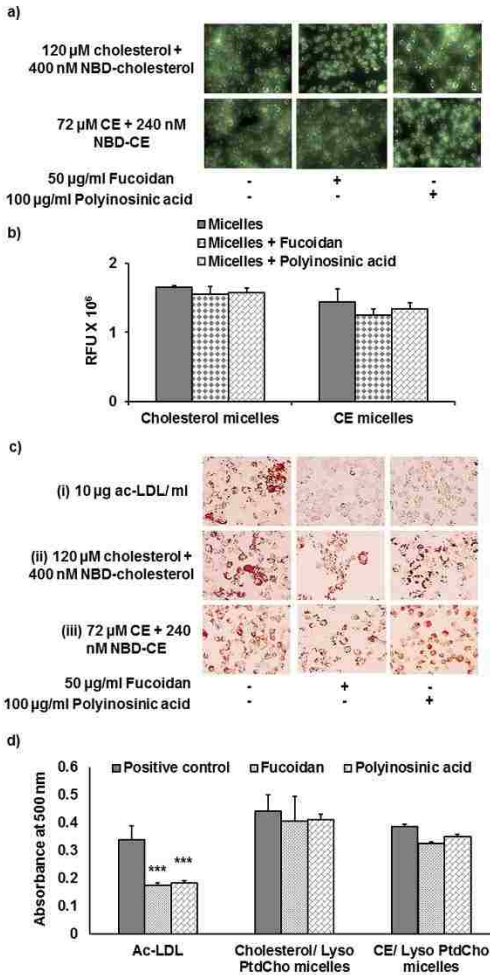 a)
120 µM cholesterol +
400 nM NBD-cholesterol
72 µM CE + 240 nM
NBD-CE
50 µg/ml Fucoidan - + -
100 µg/ml Polyinosinic acid - - +
b)
Micelles
Micelles + Fucoidan
Micelles + Polyinosinic acid
RFU X 10⁶
2
1
0
Cholesterol micelles CE micelles
c)
(i) 10 µg ac-LDL/ ml
(ii) 120 µM cholesterol +
400 nM NBD-cholesterol
(iii) 72 µM CE + 240
nM NBD-CE
50 µg/ml Fucoidan - + -
100 µg/ml Polyinosinic acid - - +
d)
Positive control Fucoidan Polyinosinic acid
Absorbance at 500 nm
0.6
0.5
0.4
0.3
0.2
0.1
0
*** ***
Ac-LDL Cholesterol/ Lyso CE/ Lyso PtdCho
PtdCho micelles micelles